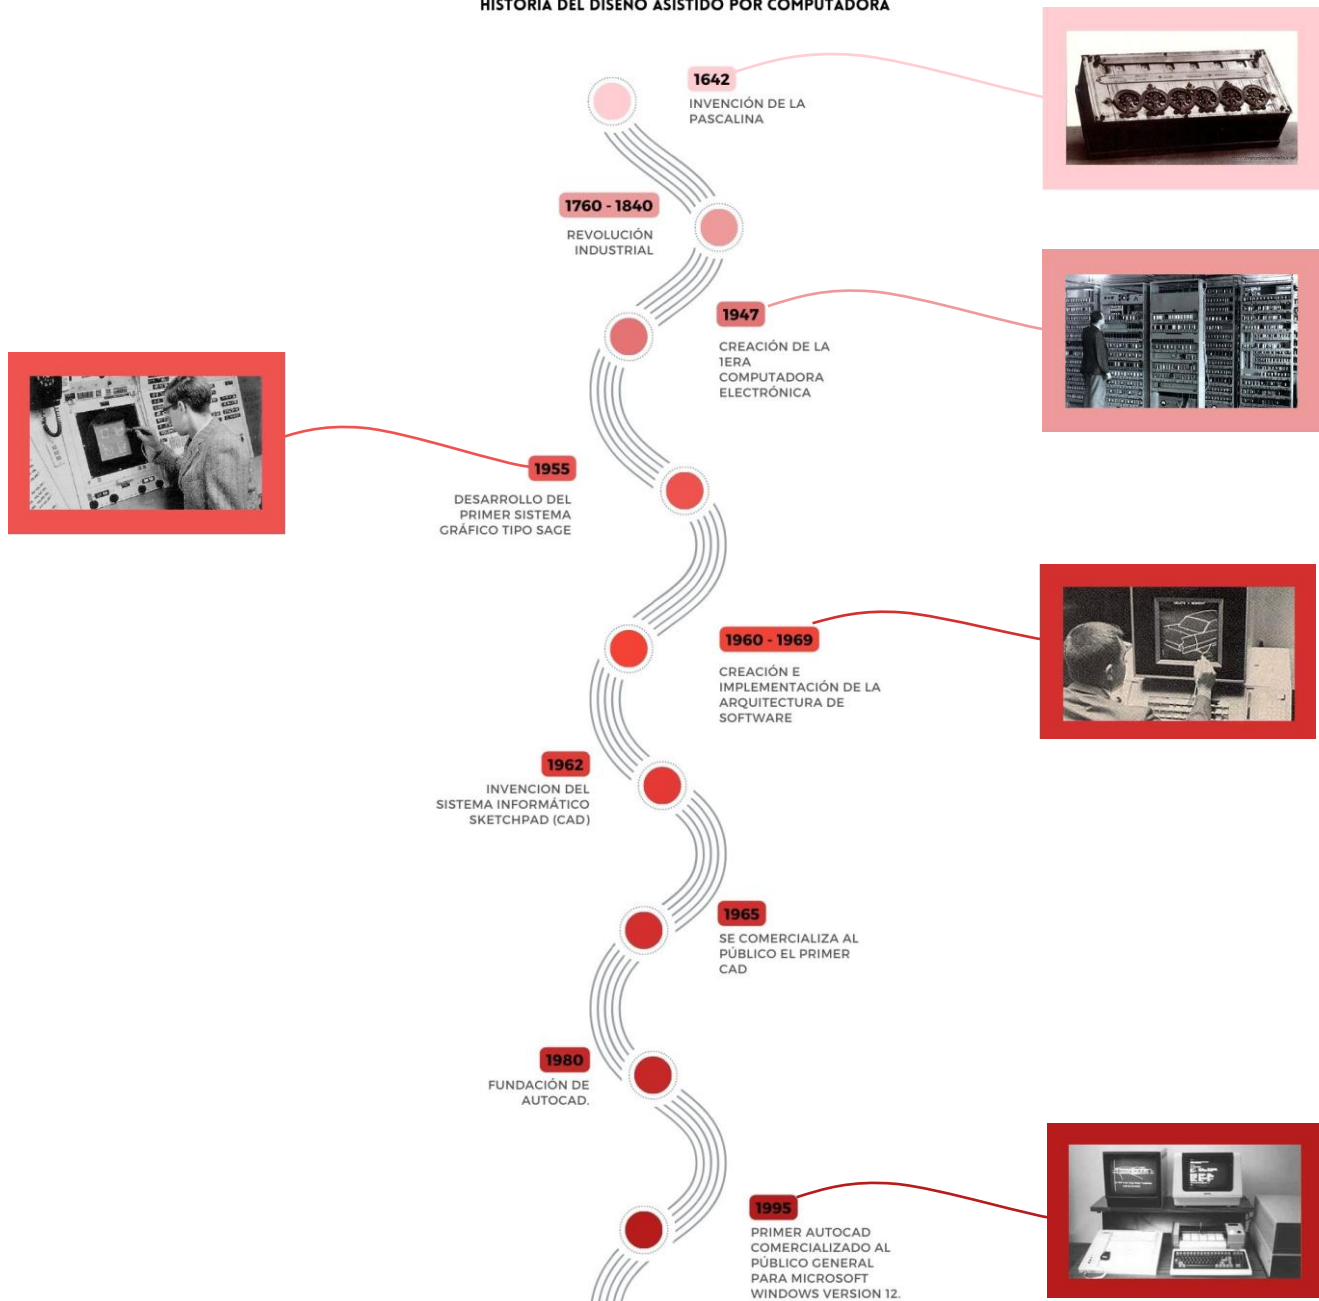 HISTORIA DEL DISEÑO ASISTIDO POR COMPUTADORA
1642
INVENCIÓN DE LA
PASCALINA
1760 - 1840
REVOLUCIÓN
INDUSTRIAL
1947
CREACIÓN DE LA
1ERA
COMPUTADORA
ELECTRÓNICA
1955
DESARROLLO DEL
PRIMER SISTEMA
GRÁFICO TIPO SAGE
1960 - 1969
CREACIÓN E
IMPLEMENTACIÓN DE LA
ARQUITECTURA DE
SOFTWARE
1962
INVENCION DEL
SISTEMA INFORMÁTICO
SKETCHPAD (CAD)
1965
SE COMERCIALIZA AL
PÚBLICO EL PRIMER
CAD
1980
FUNDACIÓN DE
AUTOCAD.
1995
PRIMER AUTOCAD
COMERCIALIZADO AL
PÚBLICO GENERAL
PARA MICROSOFT
WINDOWS VERSION 12.